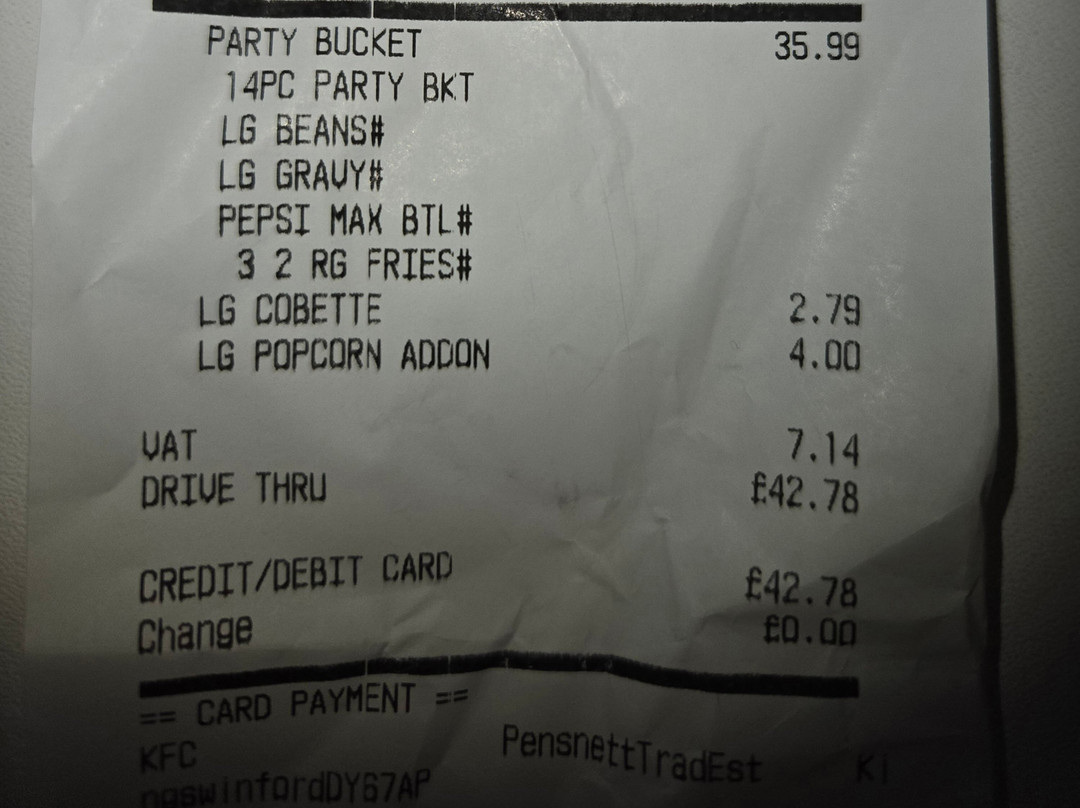 PARTY BUCKET 35.99
14PC PARTY BKT
LG BEANS#
LG GRAVY#
PEPSI MAX BTL#
3 2 RG FRIES#
LG COBETTE 2.79
LG POPCORN ADDON 4.00
VAT 7.14
DRIVE THRU £42.78
CREDIT/DEBIT CARD £42.78
Change £0.00
== CARD PAYMENT ==
KFC PensnettTradEst Ki
ngswinfordDY67AP